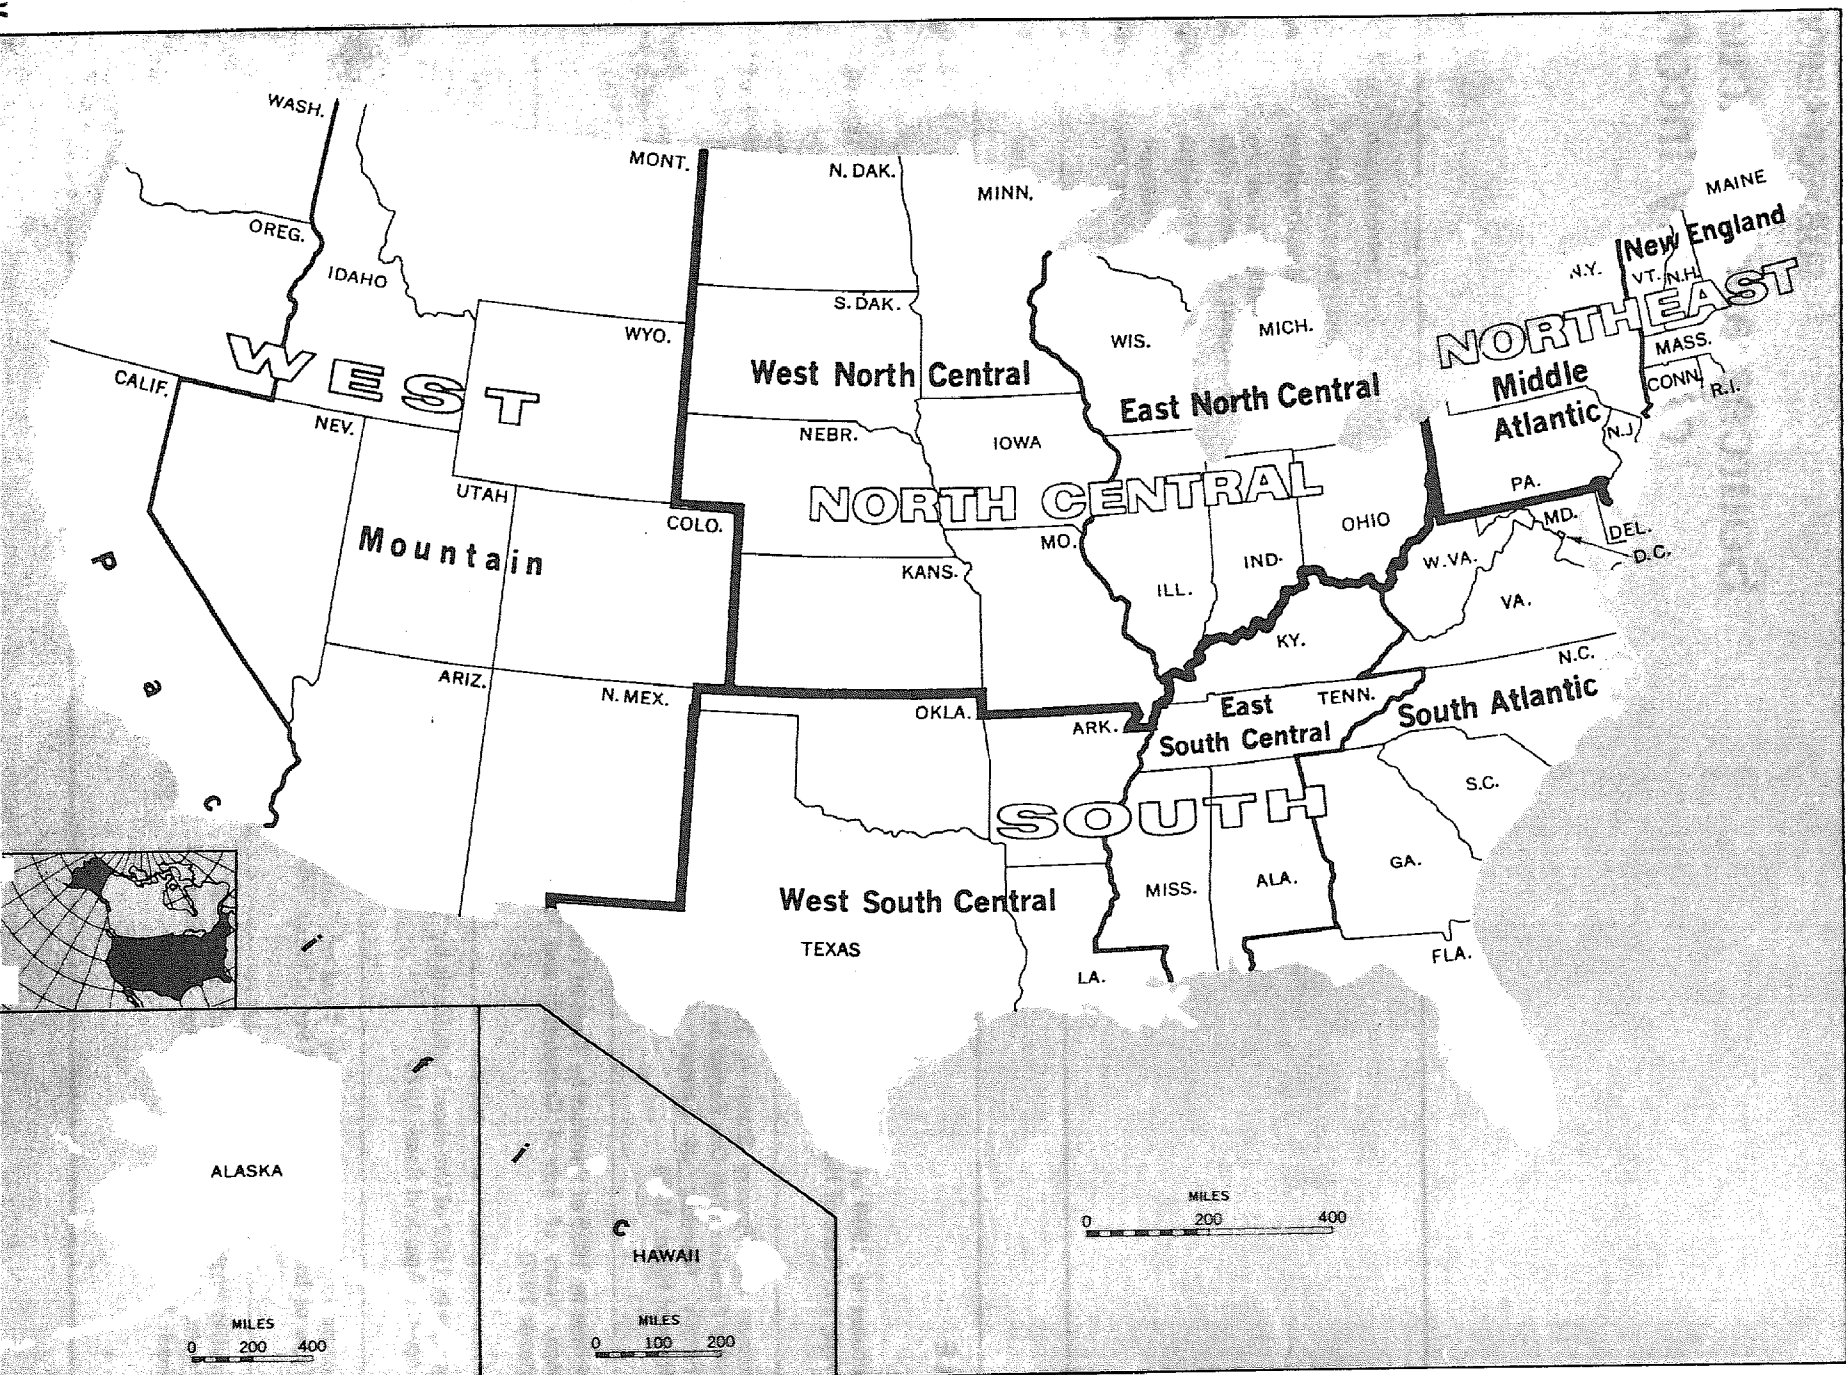 WASH.
MONT.
N. DAK.
MINN.
MAINE
OREG.
IDAHO
New England
N.Y.
VT.
N.H.
S. DAK.
WYO.
WIS.
MICH.
NORTHEAST
MASS.
WEST
West North Central
East North Central
Middle
Atlantic
CONN.
R.I.
CALIF.
NEV.
NEBR.
IOWA
N.J.
PA.
UTAH
COLO.
NORTH CENTRAL
OHIO
MD.
DEL.
D.C.
Mountain
MO.
KANS.
ILL.
IND.
W.VA.
VA.
KY.
N.C.
ARIZ.
N. MEX.
OKLA.
ARK.
TENN.
East
South Central
South Atlantic
SOUTH
S.C.
GA.
MISS.
ALA.
West South Central
TEXAS
LA.
FLA.
Pacific
ALASKA
HAWAII
MILES
0 200 400
MILES
0 100 200
MILES
0 200 400